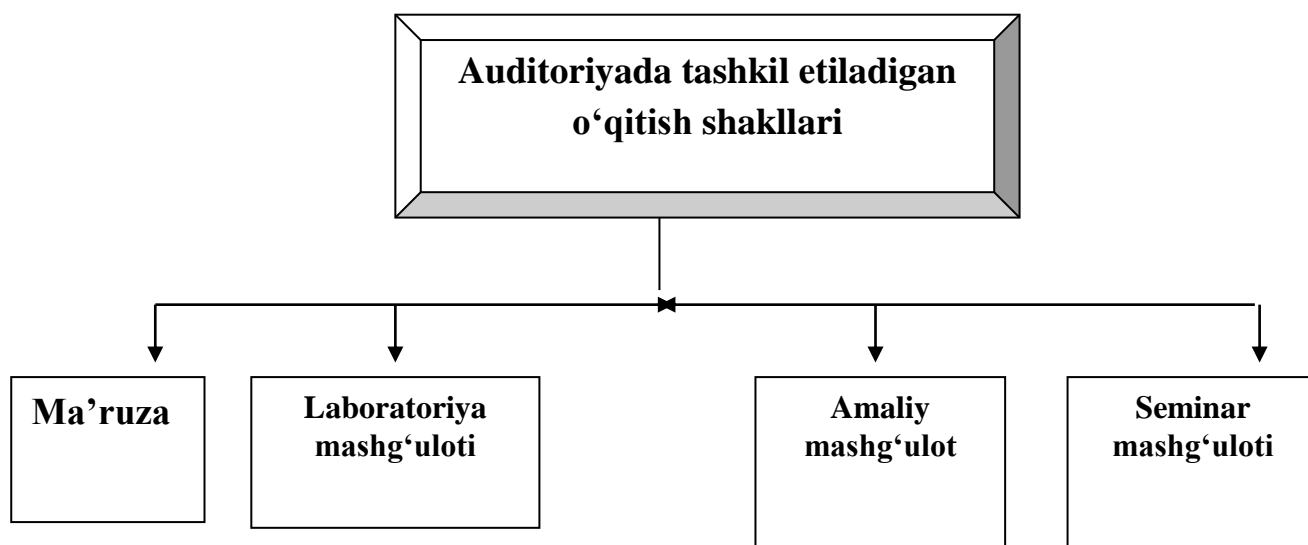 Auditoriyada tashkil etiladigan
o‘qitish shakllari
Ma’ruza
Laboratoriya
mashg‘uloti
Amaliy
mashg‘ulot
Seminar
mashg‘uloti